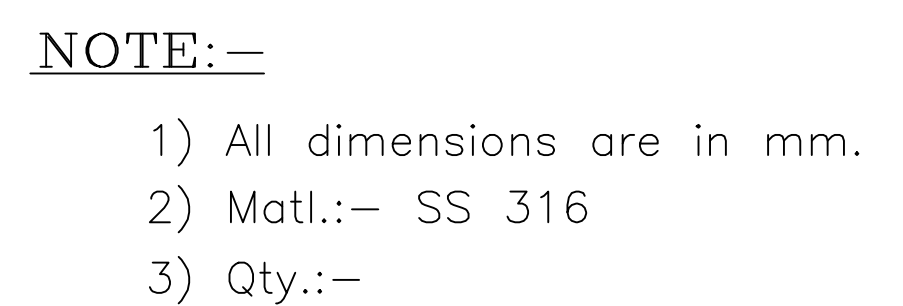 NOTE:-
1) All dimensions are in mm.
2) Matl.:- SS 316
3) Qty.:-